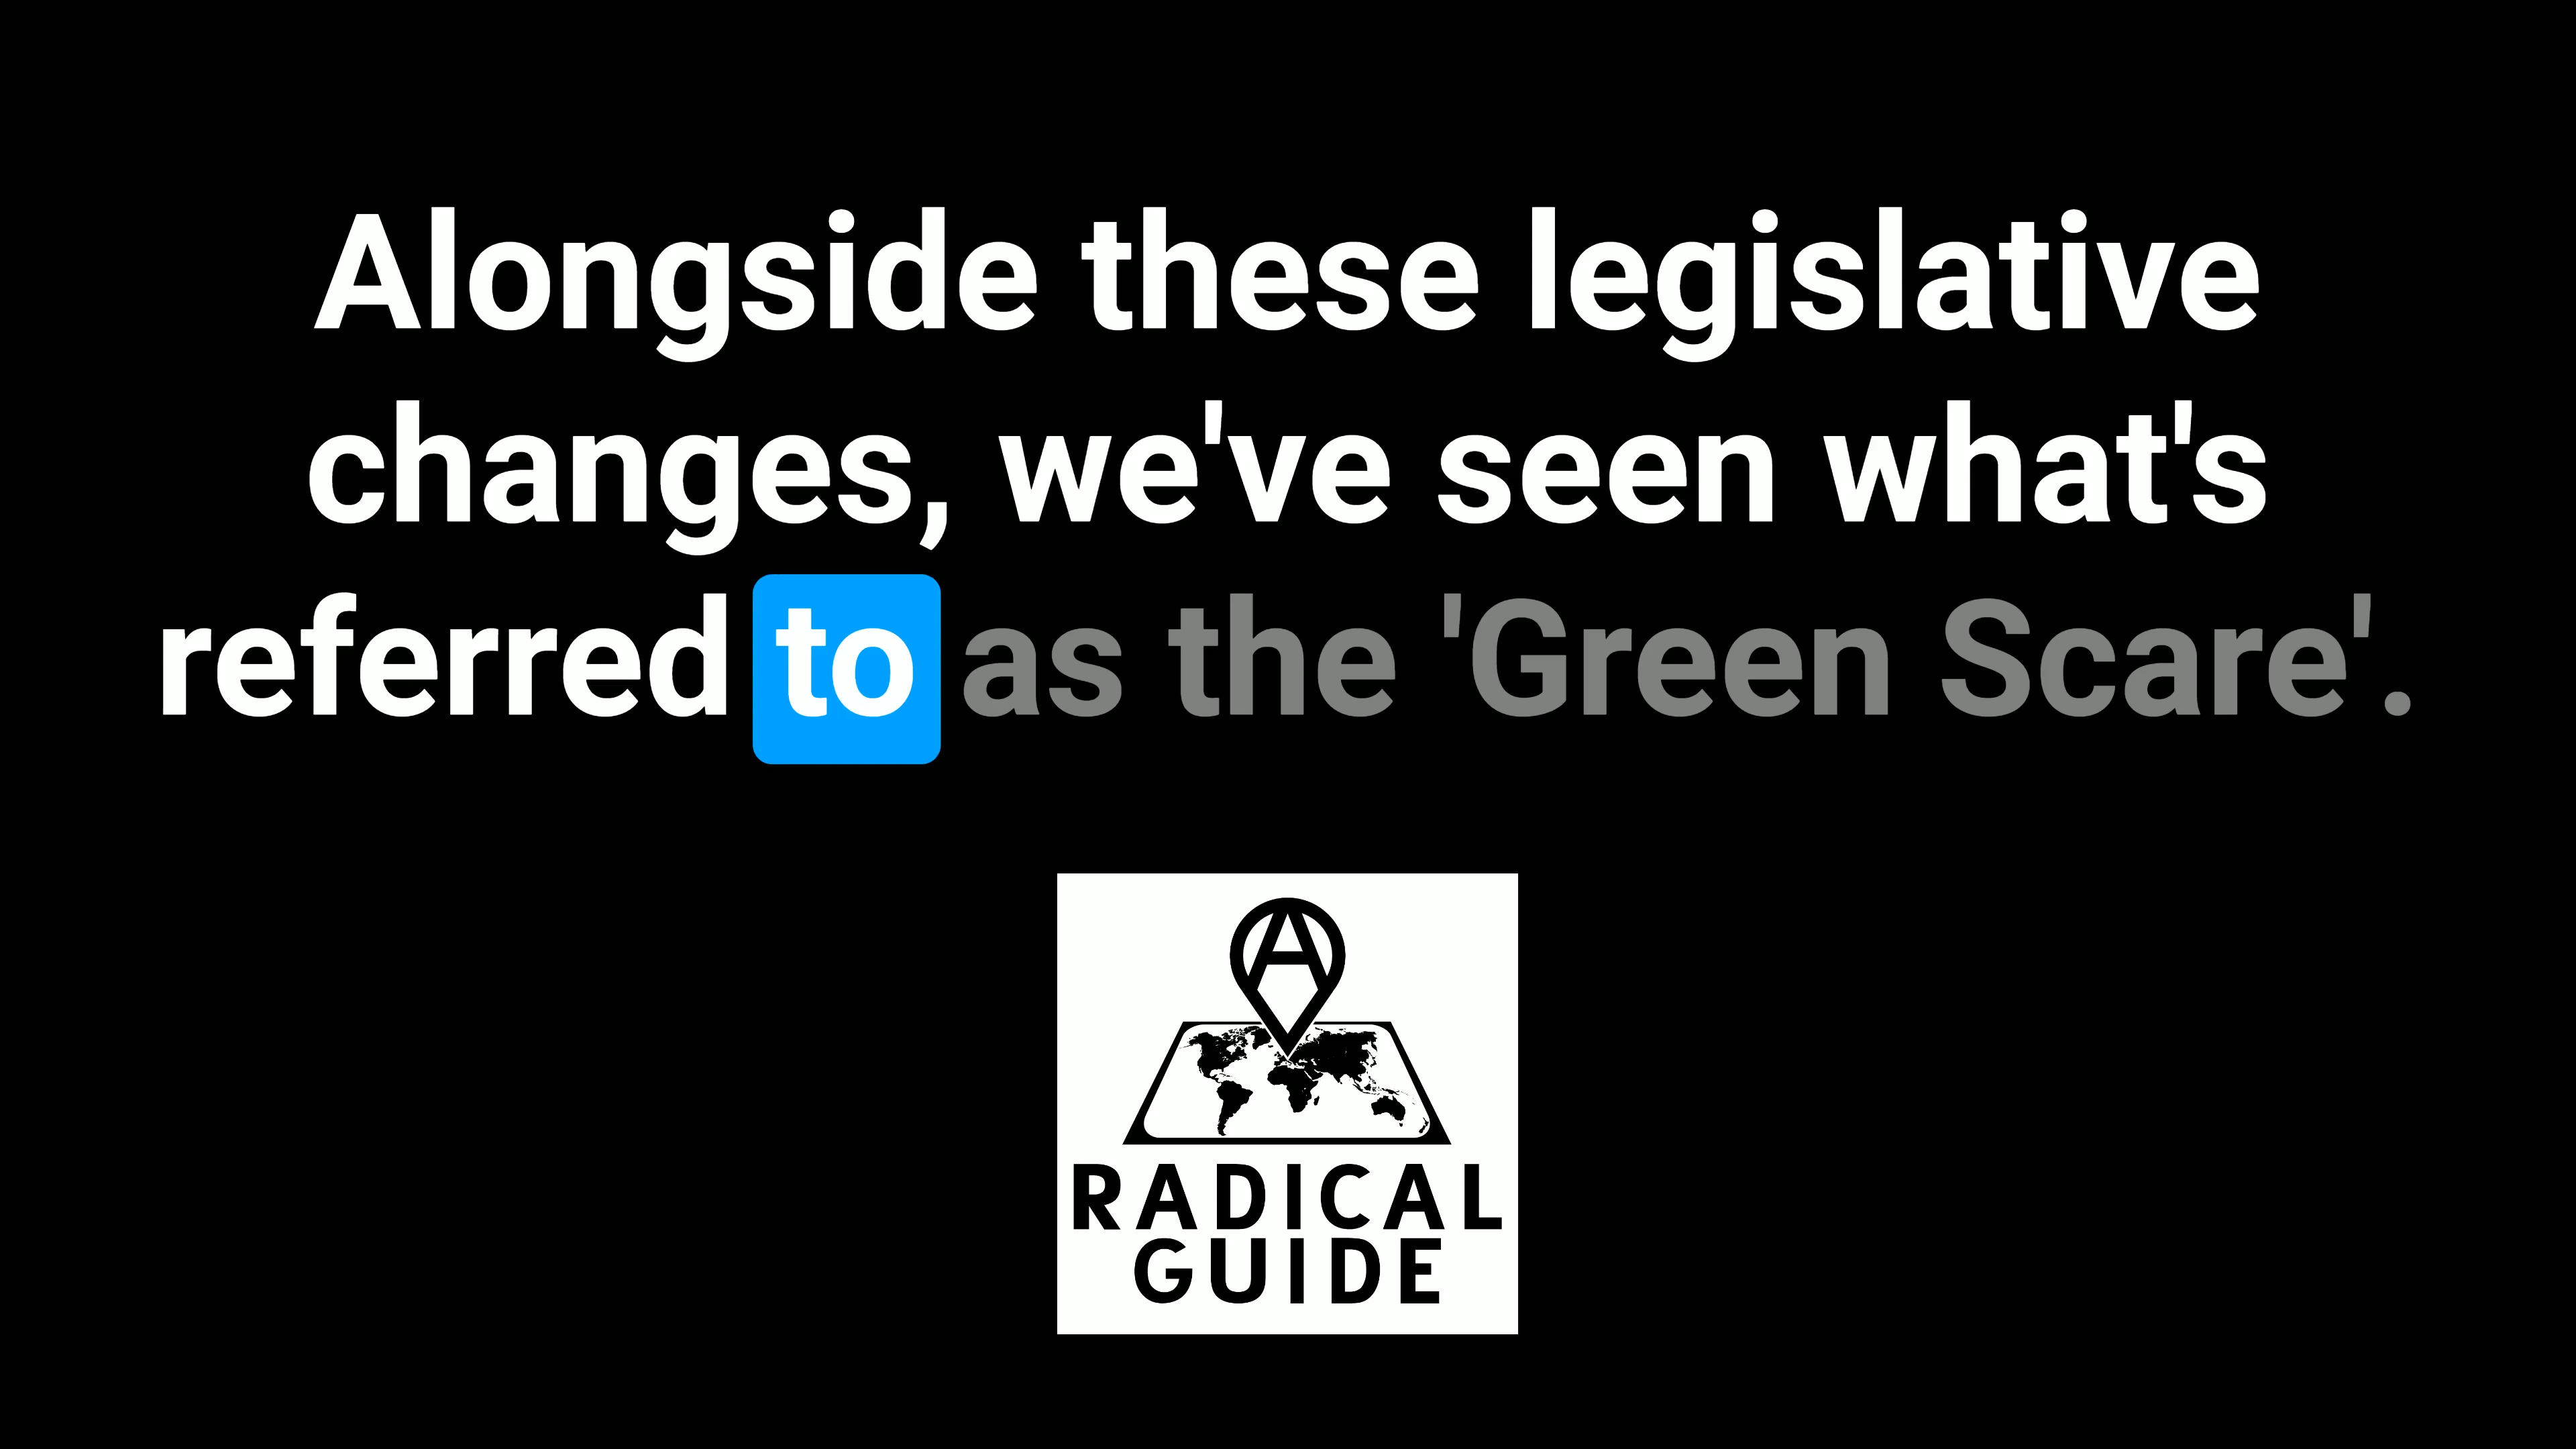 Alongside these legislative
changes, we've seen what's
referred to as the 'Green Scare'.
A
RADICAL
GUIDE